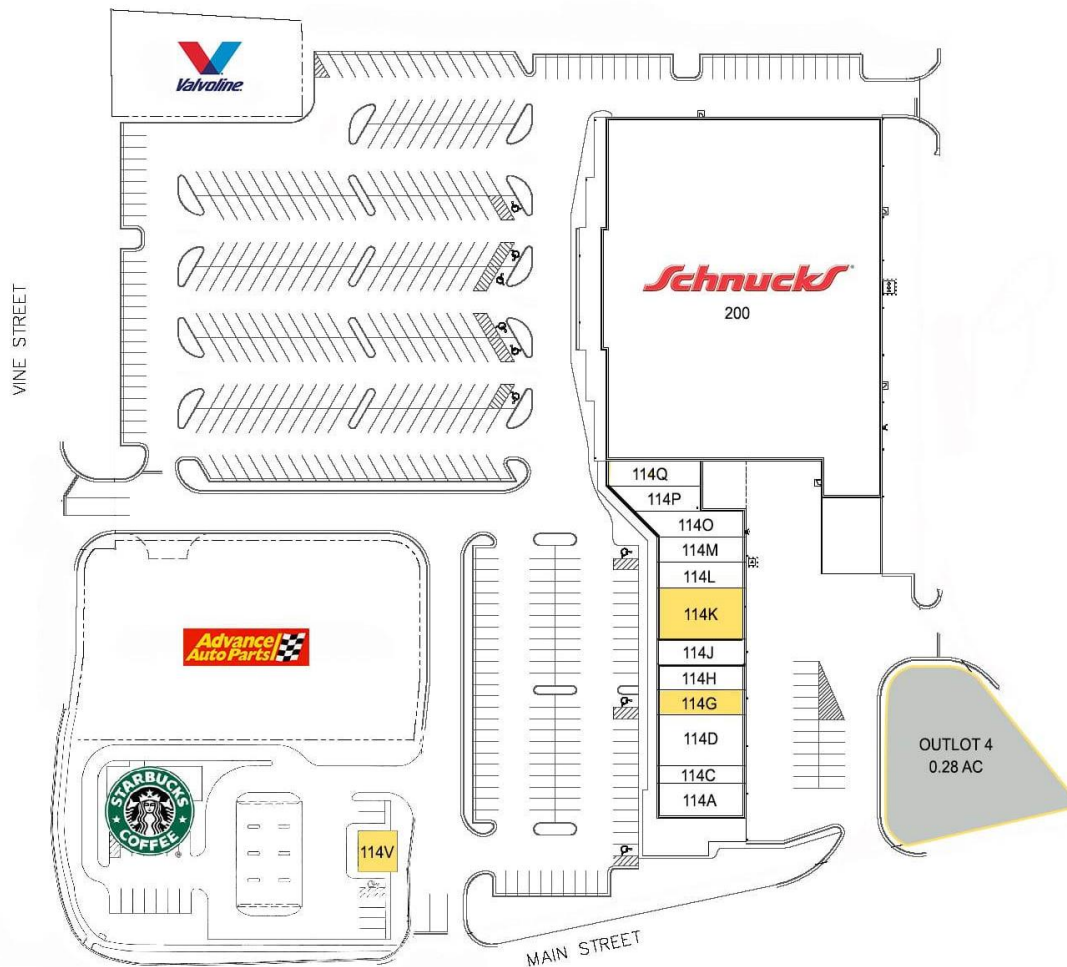 Valvoline
VINE STREET
Schnucks
200
114Q
114P
114O
114M
114L
114K
114J
114H
114G
114D
114C
114A
Advance
Auto Parts
STARBUCKS
COFFEE
114V
OUTLOT 4
0.28 AC
MAIN STREET